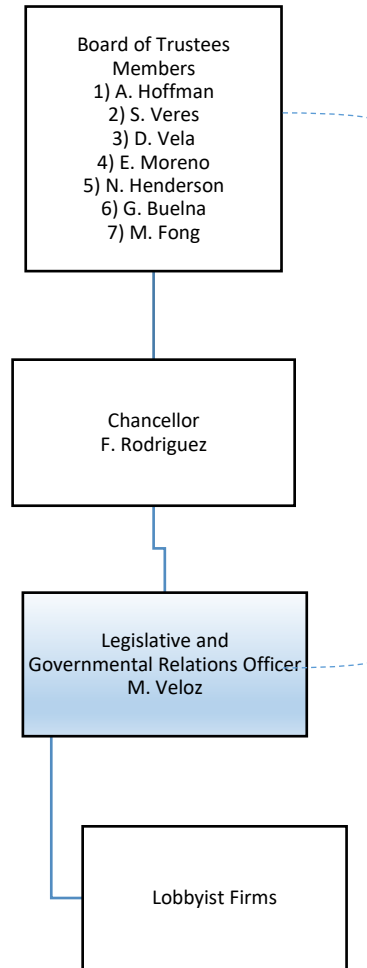 Board of Trustees
Members
1) A. Hoffman
2) S. Veres
3) D. Vela
4) E. Moreno
5) N. Henderson
6) G. Buelna
7) M. Fong
Chancellor
F. Rodriguez
Legislative and
Governmental Relations Officer
M. Veloz
Lobbyist Firms